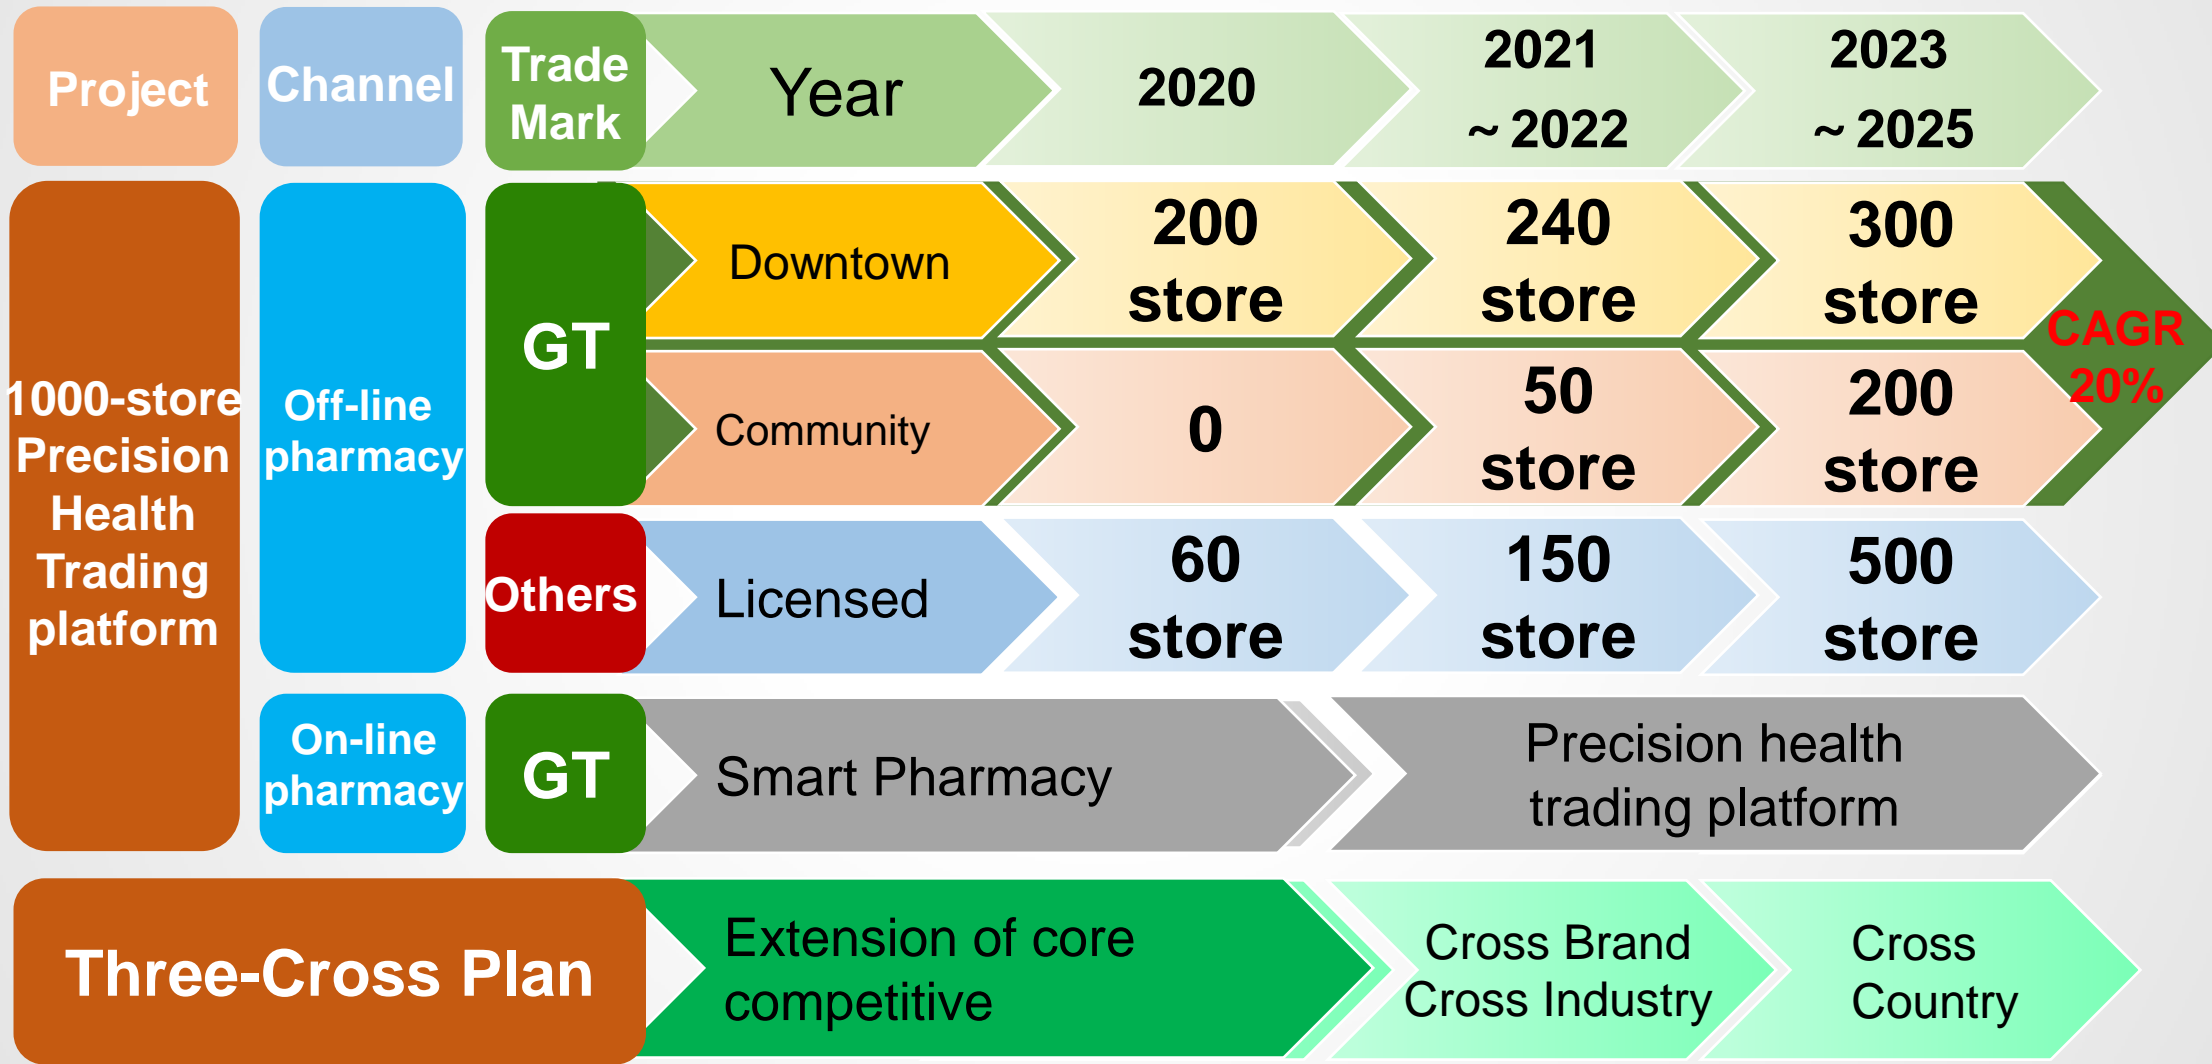 Project
Channel
Trade
Mark
Year
2020
2021
~ 2022
2023
~ 2025
1000-store
Precision
Health
Trading
platform
Off-line
pharmacy
GT
Downtown
200
store
240
store
300
store
CAGR
20%
Community
0
50
store
200
store
Others
Licensed
60
store
150
store
500
store
On-line
pharmacy
GT
Smart Pharmacy
Precision health
trading platform
Three-Cross Plan
Extension of core
competitive
Cross Brand
Cross Industry
Cross
Country